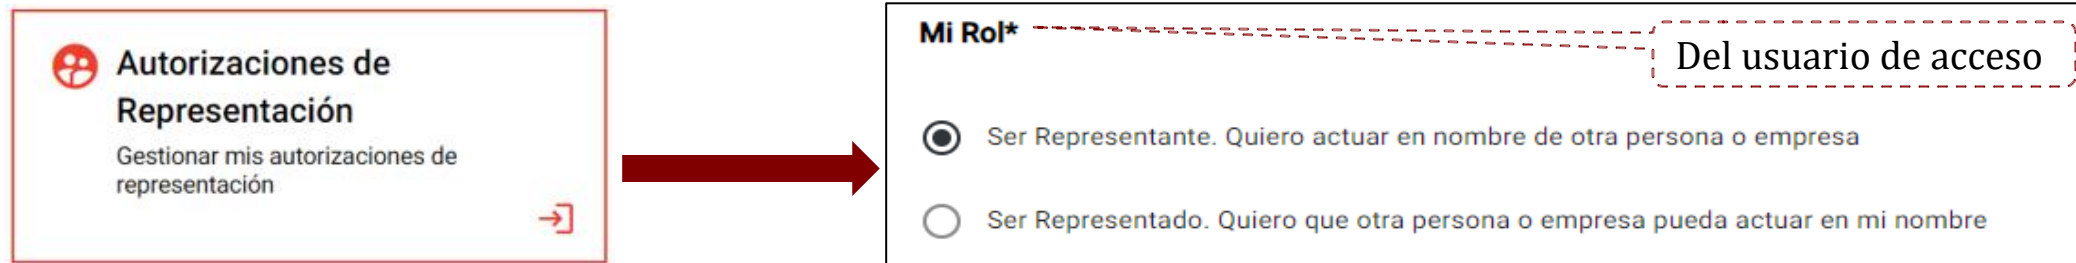 Autorizaciones de
Representación
Gestionar mis autorizaciones de
representación
Mi Rol*
Del usuario de acceso
Ser Representante. Quiero actuar en nombre de otra persona o empresa
Ser Representado. Quiero que otra persona o empresa pueda actuar en mi nombre